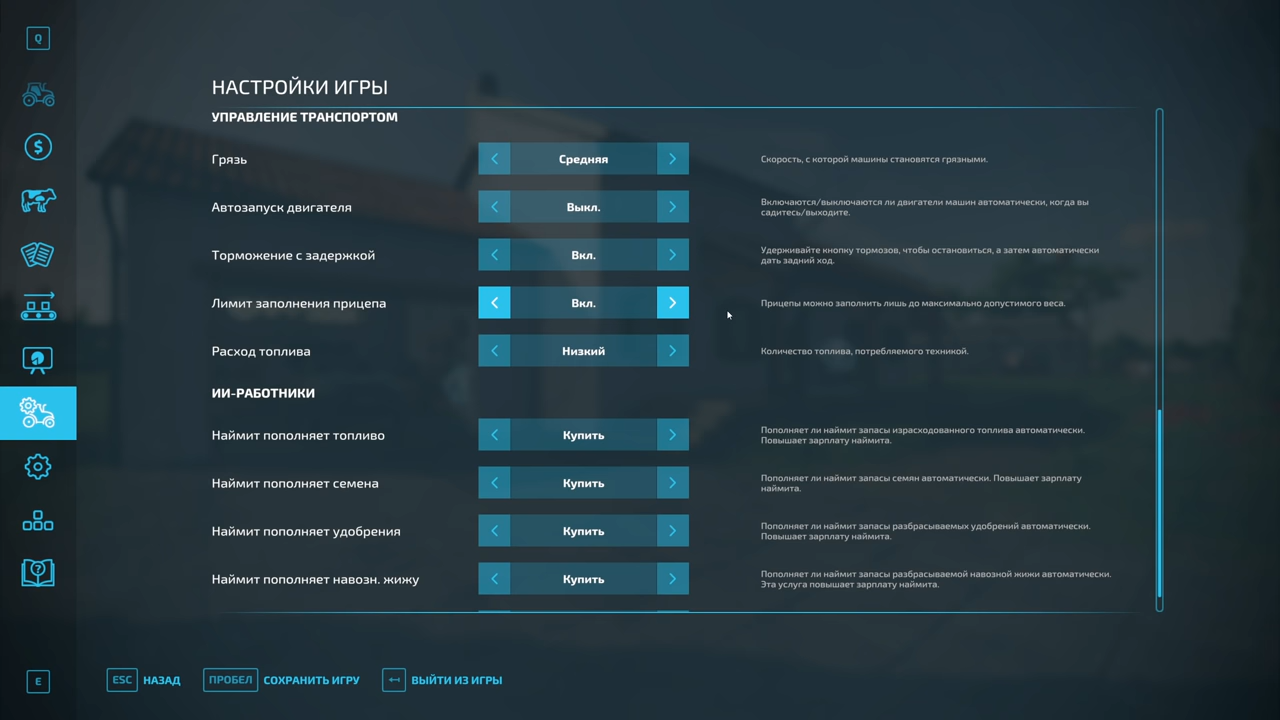 Q
НАСТРОЙКИ ИГРЫ
УПРАВЛЕНИЕ ТРАНСПОРТОМ
Грязь
Средняя
Скорость, с которой машины становятся грязными.
Автозапуск двигателя
Выкл.
Включаются/выключаются ли двигатели машин автоматически, когда вы
садитесь/выходите.
Торможение с задержкой
Вкл.
Удерживайте кнопку тормозов, чтобы остановиться, а затем автоматически
дать задний ход.
Лимит заполнения прицепа
Вкл.
Прицепы можно заполнить лишь до максимально допустимого веса.
Расход топлива
Низкий
Количество топлива, потребляемого техникой.
ИИ-РАБОТНИКИ
Наймит пополняет топливо
Купить
Пополняет ли наймит запасы израсходованного топлива автоматически.
Повышает зарплату наймита.
Наймит пополняет семена
Купить
Пополняет ли наймит запасы семян автоматически. Повышает зарплату
наймита.
Наймит пополняет удобрения
Купить
Пополняет ли наймит запасы разбрасываемых удобрений автоматически.
Повышает зарплату наймита.
Наймит пополняет навозн. жижу
Купить
Пополняет ли наймит запасы разбрасываемой навозной жижи автоматически.
Эта услуга повышает зарплату наймита.
E
ESC НАЗАД ПРОБЕЛ СОХРАНИТЬ ИГРУ ВЫЙТИ ИЗ ИГРЫ